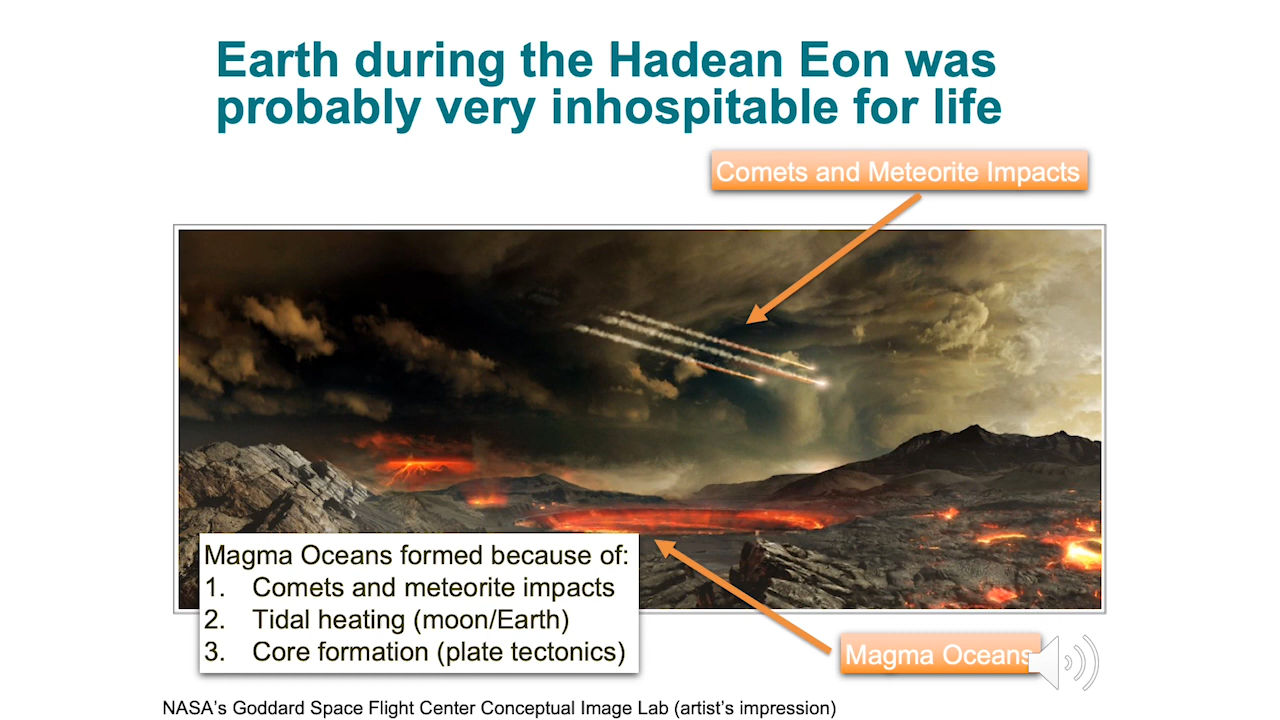 Earth during the Hadean Eon was
probably very inhospitable for life
Comets and Meteorite Impacts
Magma Oceans formed because of:
1. Comets and meteorite impacts
2. Tidal heating (moon/Earth)
3. Core formation (plate tectonics)
Magma Oceans
NASA's Goddard Space Flight Center Conceptual Image Lab (artist's impression)